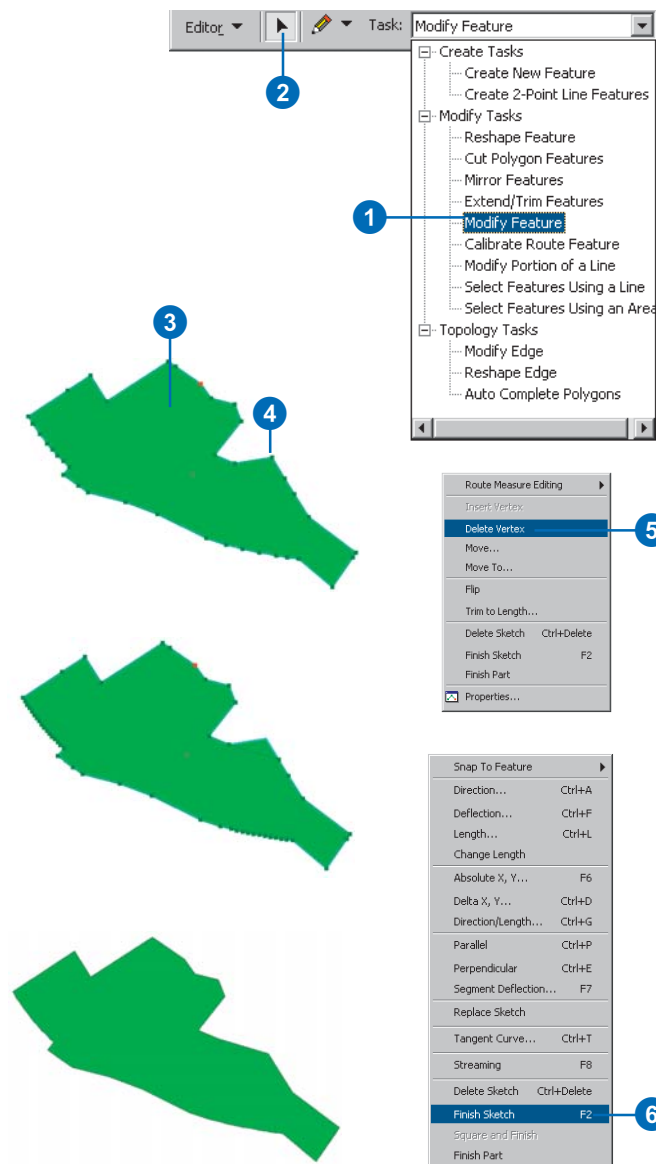 Editor Task: Modify Feature
2
Create Tasks
Create New Feature
Create 2-Point Line Features
Modify Tasks
Reshape Feature
Cut Polygon Features
Mirror Features
Extend/Trim Features
1 Modify Feature
Calibrate Route Feature
Modify Portion of a Line
Select Features Using a Line
Select Features Using an Area
Topology Tasks
Modify Edge
Reshape Edge
Auto Complete Polygons
3
4
Route Measure Editing
Insert Vertex
Delete Vertex 5
Move...
Move To...
Flip
Trim to Length...
Delete Sketch Ctrl+Delete
Finish Sketch F2
Finish Part
Properties...
Snap To Feature
Direction... Ctrl+A
Deflection... Ctrl+F
Length... Ctrl+L
Change Length
Absolute X, Y... F6
Delta X, Y... Ctrl+D
Direction/Length... Ctrl+G
Parallel Ctrl+P
Perpendicular Ctrl+E
Segment Deflection... F7
Replace Sketch
Tangent Curve... Ctrl+T
Streaming F8
Delete Sketch Ctrl+Delete
Finish Sketch F2 6
Square and Finish
Finish Part